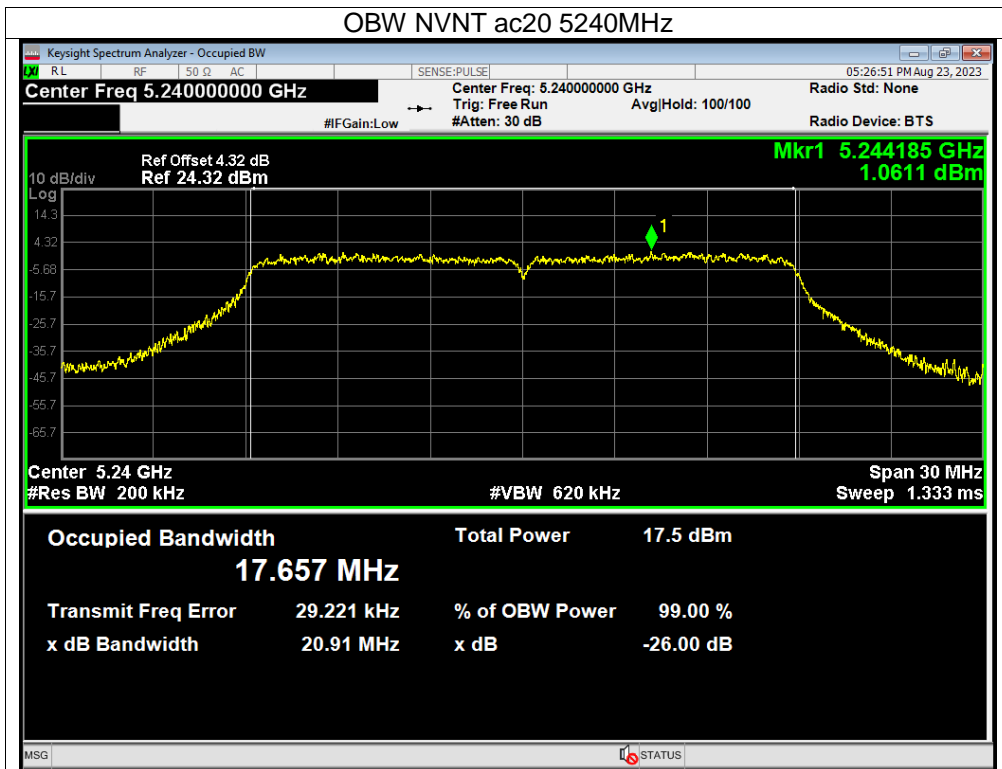 OBW NVNT ac20 5240MHz
Keysight Spectrum Analyzer - Occupied BW
LXI RL RF 50 Ω AC SENSE:PULSE 05:26:51 PM Aug 23, 2023
Center Freq 5.240000000 GHz Center Freq: 5.240000000 GHz Radio Std: None
Trig: Free Run Avg|Hold: 100/100
#IFGain:Low #Atten: 30 dB Radio Device: BTS
Ref Offset 4.32 dB Mkr1 5.244185 GHz
10 dB/div Ref 24.32 dBm 1.0611 dBm
Log
14.3
1
4.32
-5.68
-15.7
-25.7
-35.7
-45.7
-55.7
-65.7
Center 5.24 GHz Span 30 MHz
#Res BW 200 kHz #VBW 620 kHz Sweep 1.333 ms
Occupied Bandwidth Total Power 17.5 dBm
17.657 MHz
Transmit Freq Error 29.221 kHz % of OBW Power 99.00 %
x dB Bandwidth 20.91 MHz x dB -26.00 dB
MSG STATUS